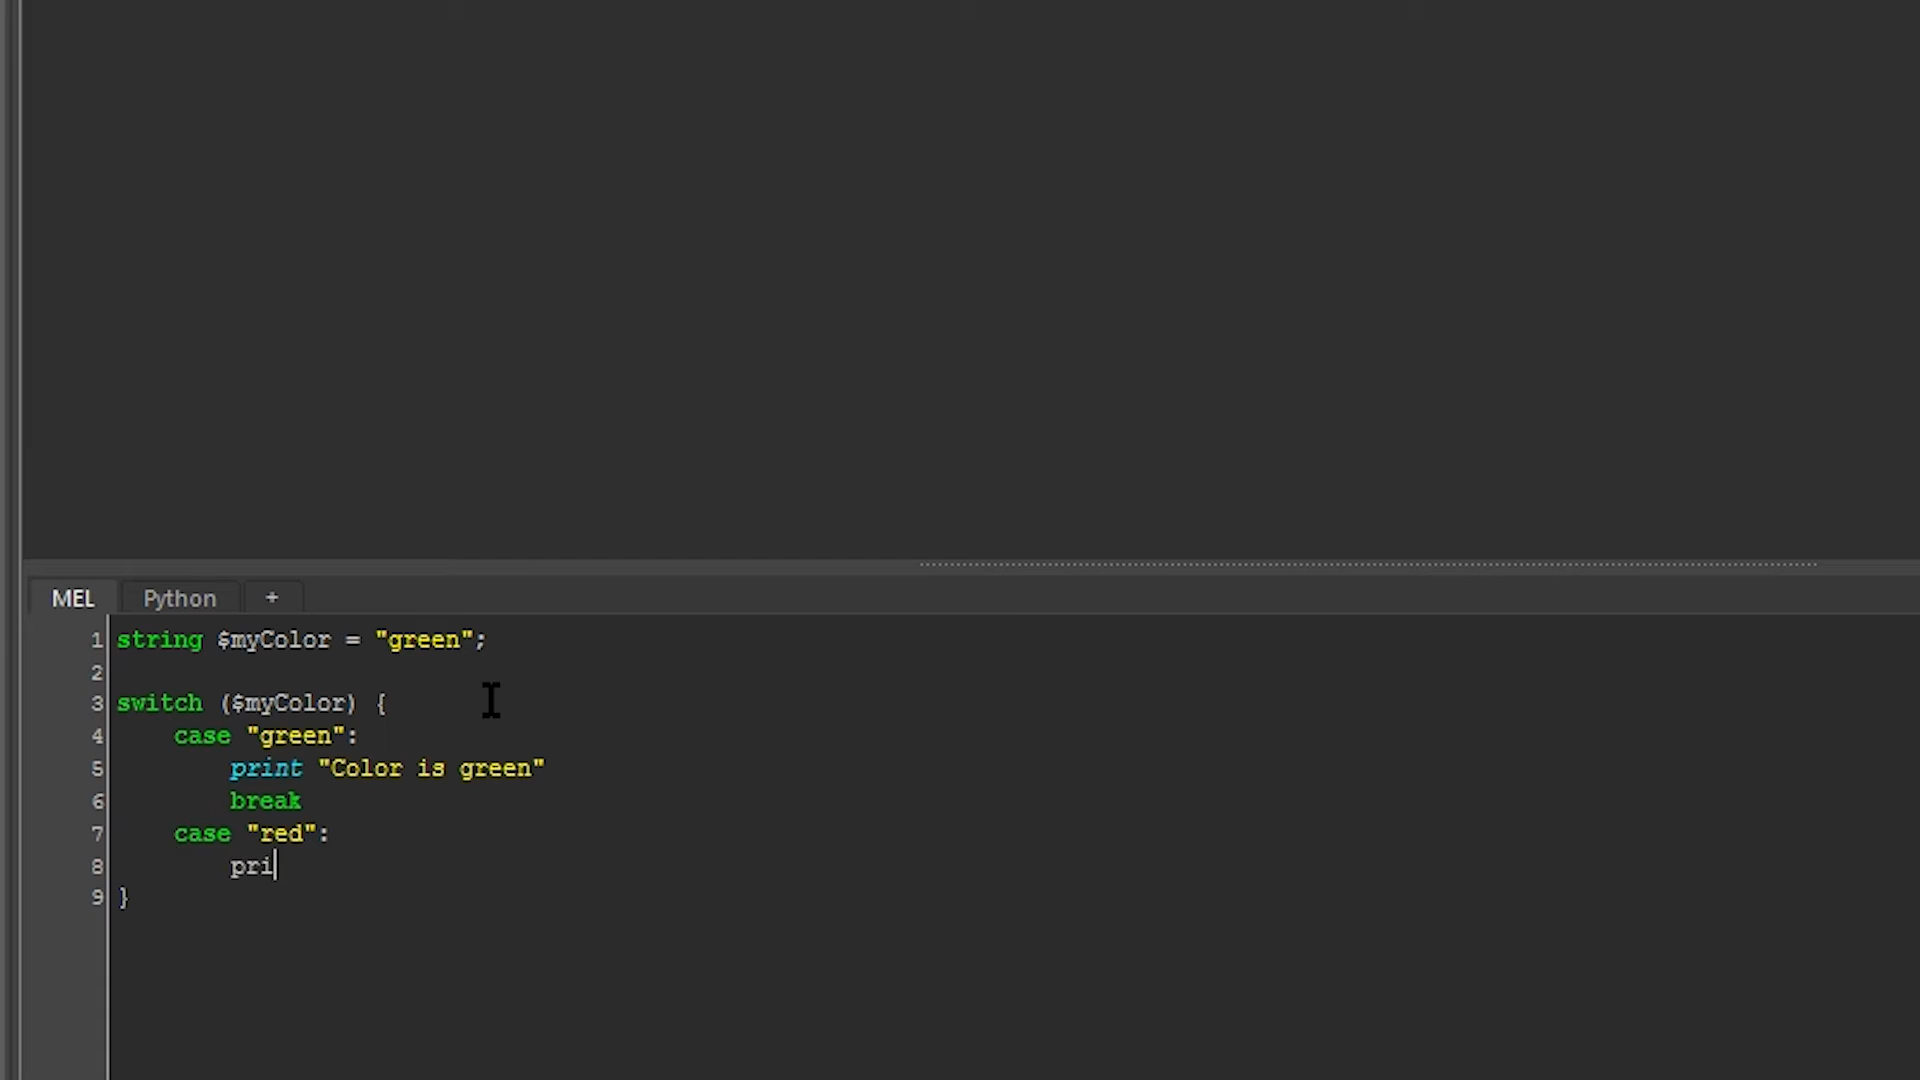 MEL Python +
1 string $myColor = "green";
2
3 switch ($myColor) {
4 case "green":
5 print "Color is green"
6 break
7 case "red":
8 pri
9 }